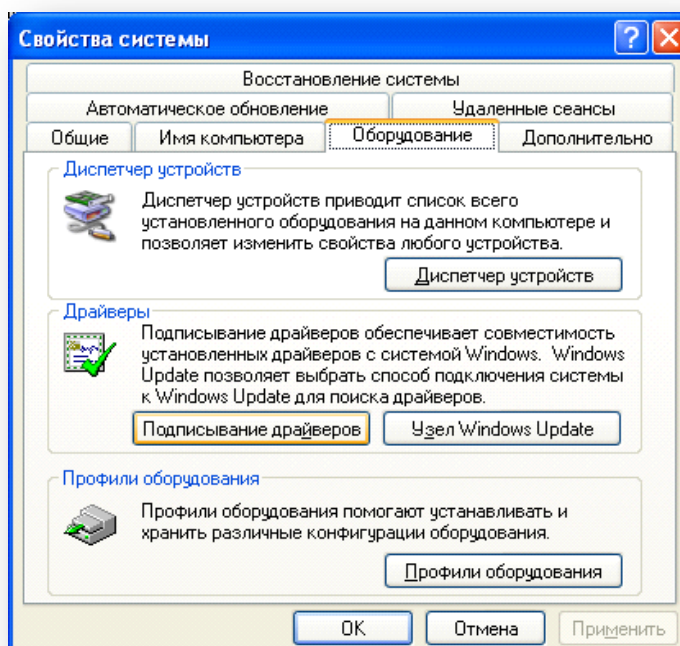 Свойства системы
Восстановление системы
Автоматическое обновление
Удаленные сеансы
Общие
Имя компьютера
Оборудование
Дополнительно
Диспетчер устройств
Диспетчер устройств приводит список всего
установленного оборудования на данном компьютере и
позволяет изменить свойства любого устройства.
Диспетчер устройств
Драйверы
Подписывание драйверов обеспечивает совместимость
установленных драйверов с системой Windows. Windows
Update позволяет выбрать способ подключения системы
к Windows Update для поиска драйверов.
Подписывание драйверов
Узел Windows Update
Профили оборудования
Профили оборудования помогают устанавливать и
хранить различные конфигурации оборудования.
Профили оборудования
OK
Отмена
Применить